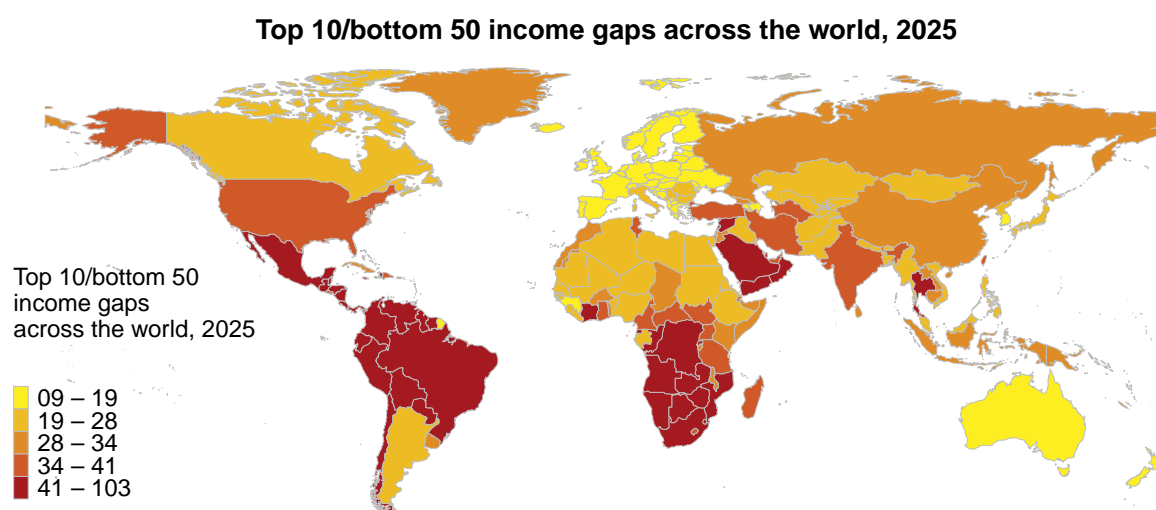 Top 10/bottom 50 income gaps across the world, 2025
Top 10/bottom 50
income gaps
across the world, 2025
09 – 19
19 – 28
28 – 34
34 – 41
41 – 103